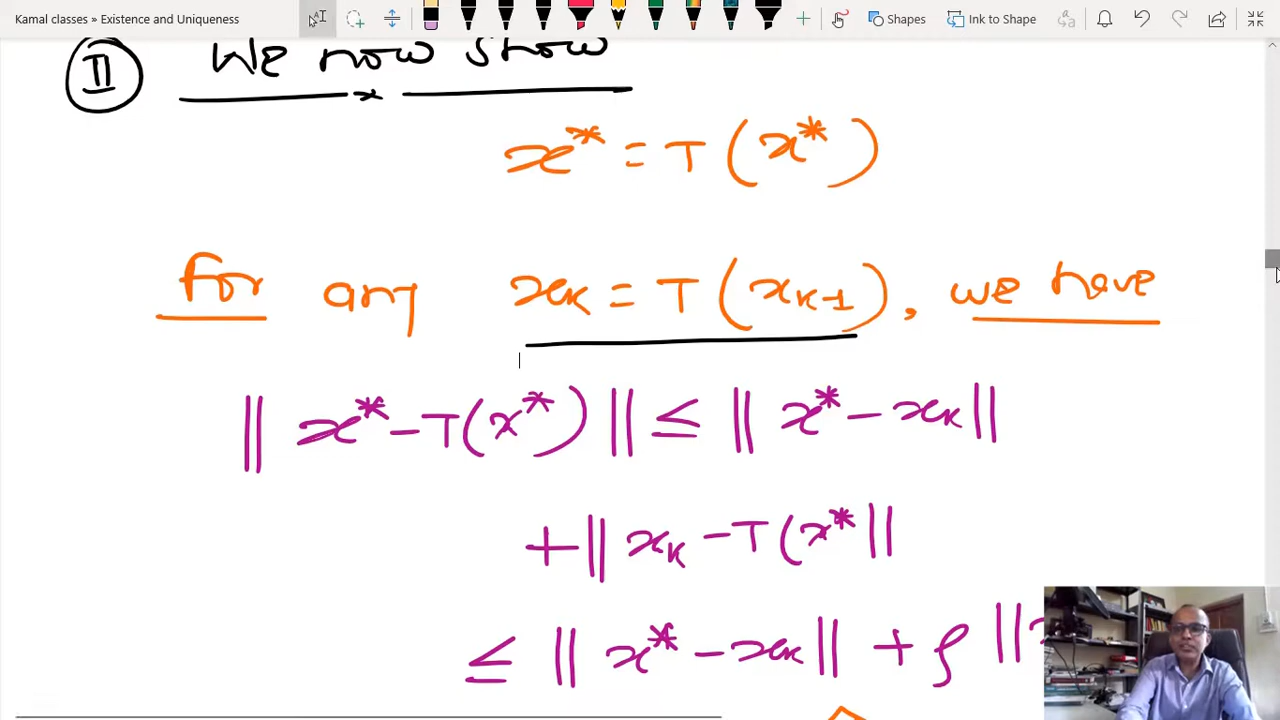 Kamal classes » Existence and Uniqueness
Shapes
Ink to Shape
II We now show
x* = T(x*)
For any xk = T(xk-1), we have
|| x* - T(x*) || ≤ || x* - xk ||
+ || xk - T(x* ||
≤ || x* - xk || + ρ ||